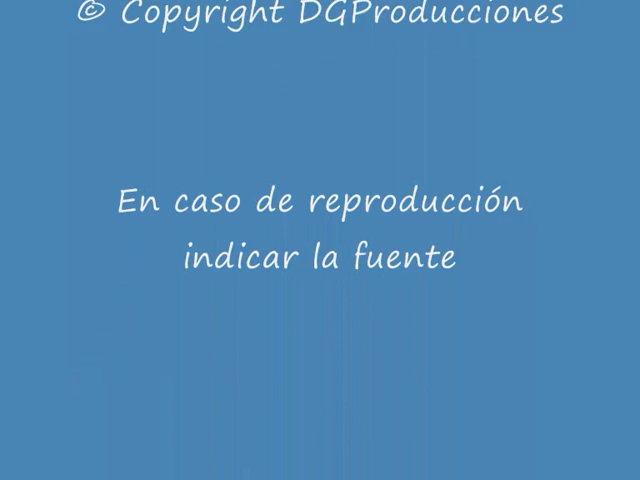 © Copyright DGProducciones
En caso de reproducción
indicar la fuente